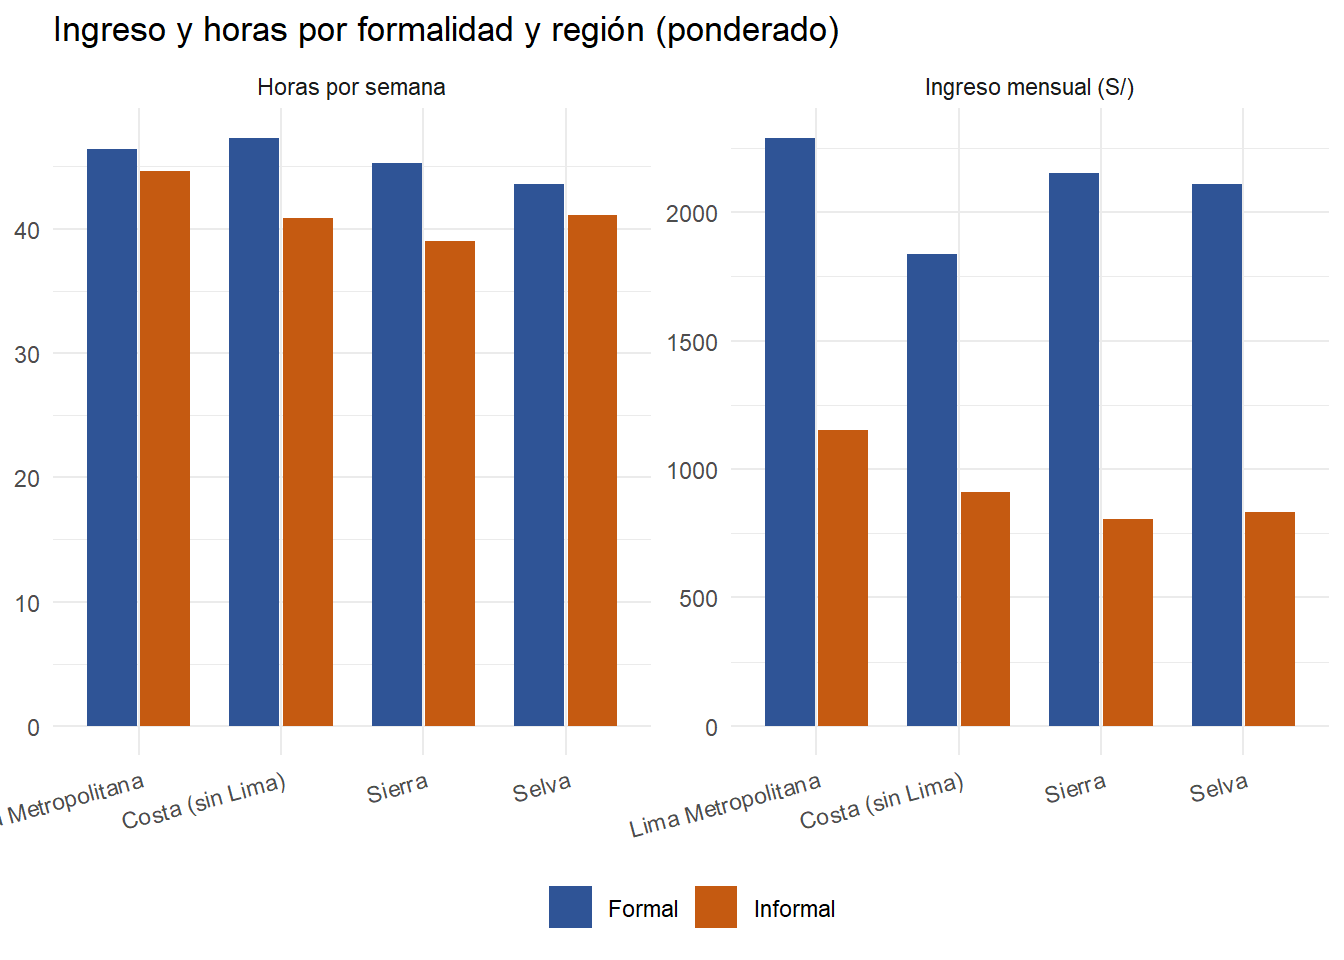 Ingreso y horas por formalidad y región (ponderado)
Horas por semana
Ingreso mensual (S/)
40
30
20
10
0
2000
1500
1000
500
0
Metropolitana
Costa (sin Lima)
Sierra
Selva
Lima Metropolitana
Costa (sin Lima)
Sierra
Selva
Formal
Informal